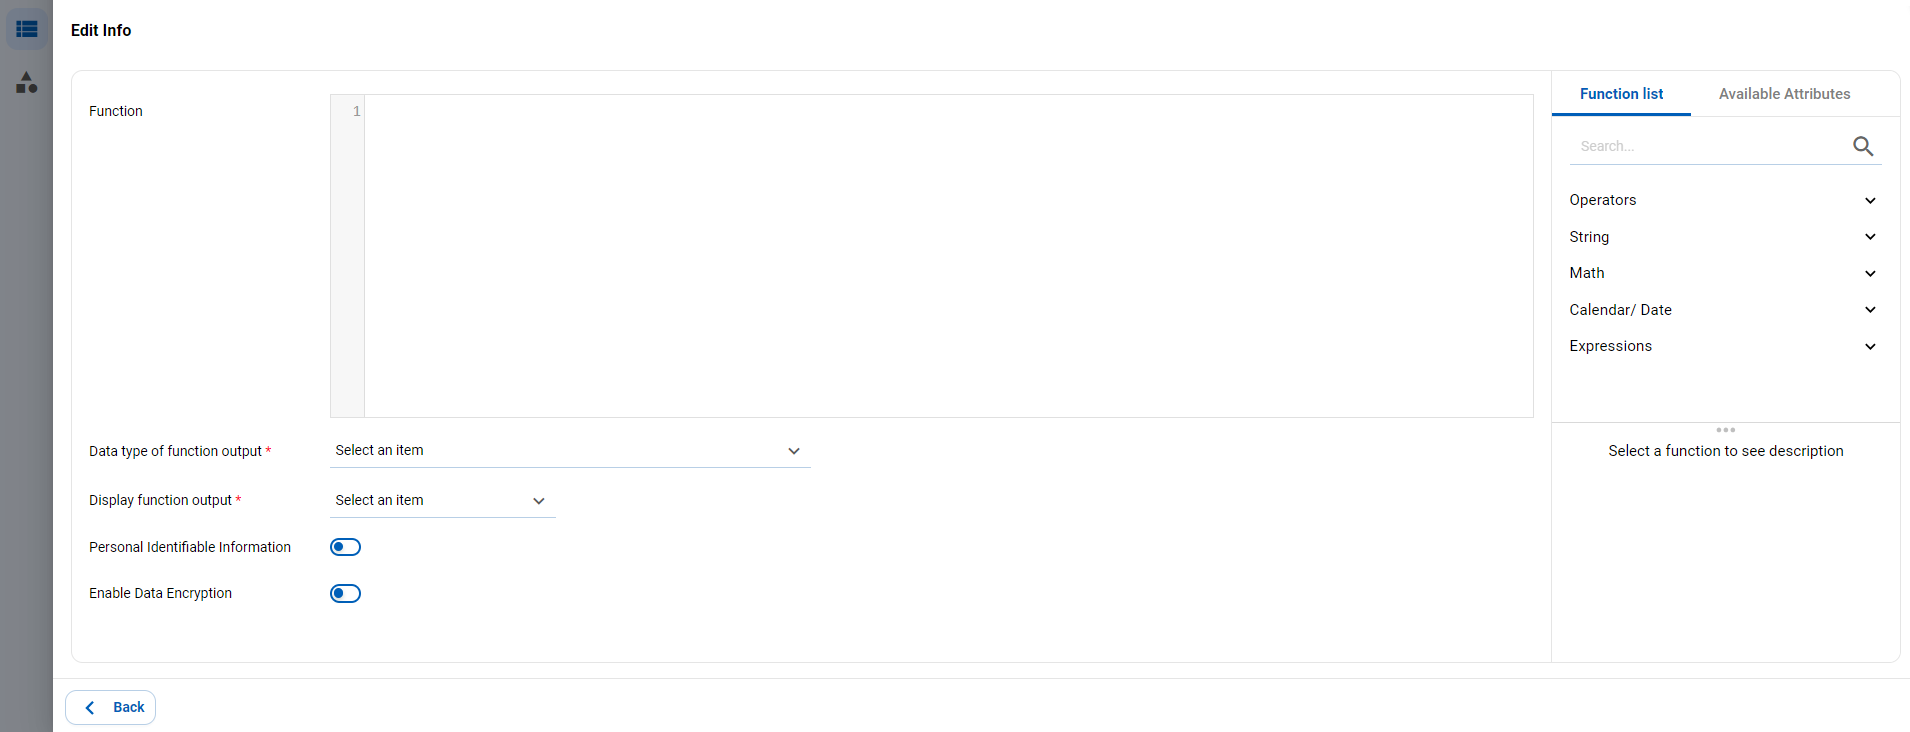 Edit Info
Function
1
Function list
Available Attributes
Search...
Operators
String
Math
Calendar/ Date
Expressions
Select a function to see description
Data type of function output *
Select an item
Display function output *
Select an item
Personal Identifiable Information
Enable Data Encryption
Back